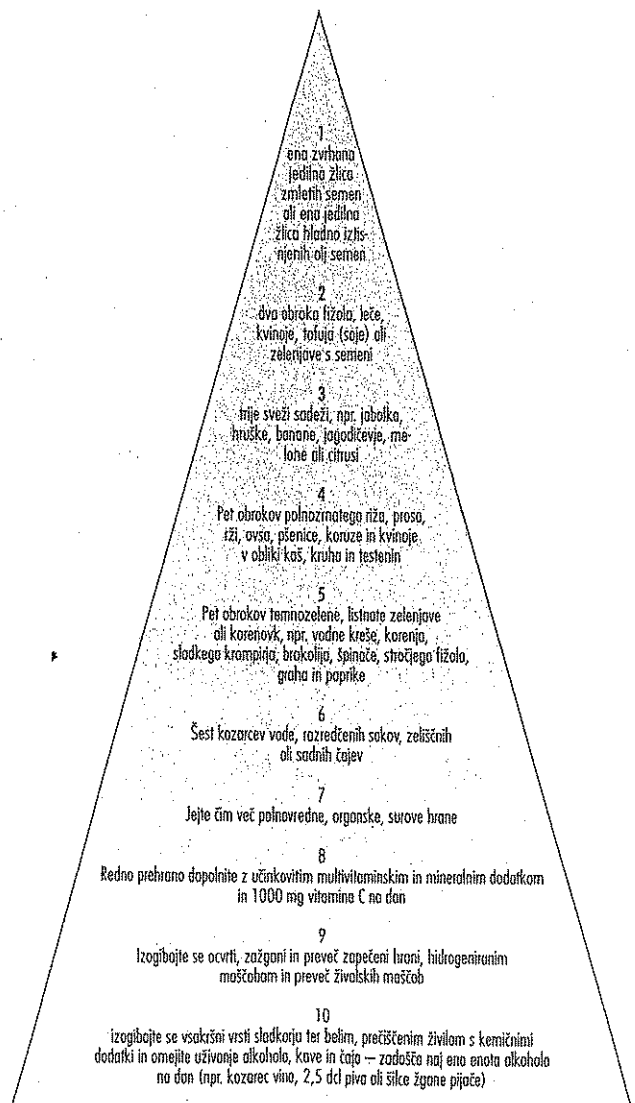 1
ena zvrhana
jedilna žlica
zmletih semen
ali ena jedilna
žlica hladno iztis-
njenih olj semen
2
dva obroka fižola, leče,
kvinoje, tofuja (soje) ali
zelenjave s semeni
3
trije sveži sadeži, npr. jabolka,
hruške, banane, jagodičevje, me-
lone ali citrusi
4
Pet obrokov polnozrnatega riža, prosa,
rži, ovsa, pšenice, koruze in kvinoje
v obliki kaš, kruha in testenin
5
Pet obrokov temnozelene, listnate zelenjave
ali korenovk, npr. vodne kreše, korenja,
sladkega krompirja, brokolija, špinače, stročjega fižola,
graha in paprike
6
Šest kozarcev vode, razredčenih sokov, zeliščnih
ali sadnih čajev
7
Jejte čim več polnovredne, organske, surove hrane
8
Redno prehrano dopolnite z učinkovitim multivitaminskim in mineralnim dodatkom
in 1000 mg vitamina C na dan
9
Izogibajte se ocvrti, zažgani in preveč zapečeni hrani, hidrogeniranim
maščobam in preveč živalskih maščob
10
izogibajte se vsakršni vrsti sladkorja ter belim, prečiščenim živilom s kemičnimi
dodatki in omejite uživanje alkohola, kave in čaja – zadošča naj ena enota alkohola
na dan (npr. kozarec vina, 2,5 dcl piva ali šilce žgane pijače)